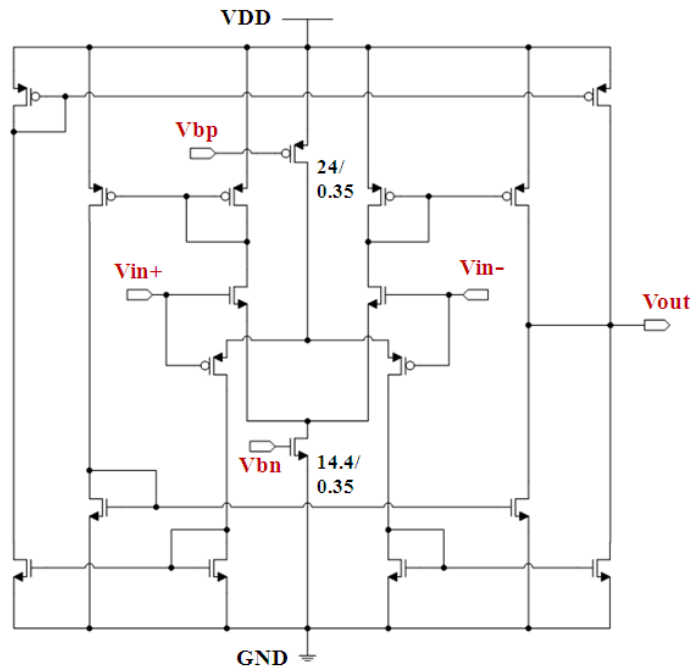 VDD
Vbp
24/
0.35
Vin+
Vin-
Vout
Vbn
14.4/
0.35
GND